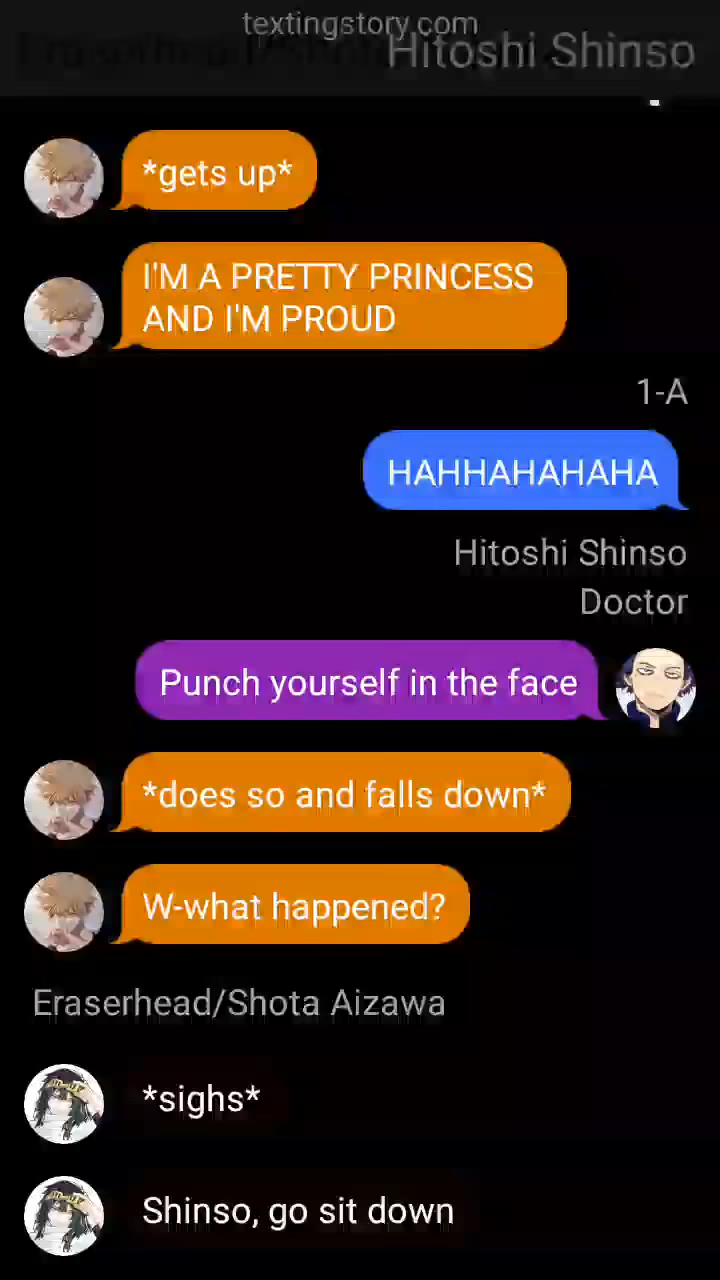 textingstory.com
Hitoshi Shinso
*gets up*
I'M A PRETTY PRINCESS
AND I'M PROUD
1-A
HAHHAHAHAHA
Hitoshi Shinso
Doctor
Punch yourself in the face
*does so and falls down*
W-what happened?
Eraserhead/Shota Aizawa
*sighs*
Shinso, go sit down